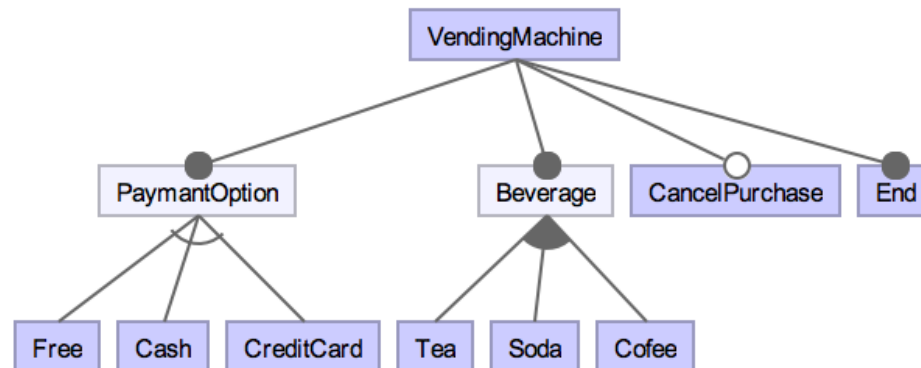 VendingMachine
PaymantOption
Beverage
CancelPurchase
End
Free
Cash
CreditCard
Tea
Soda
Cofee